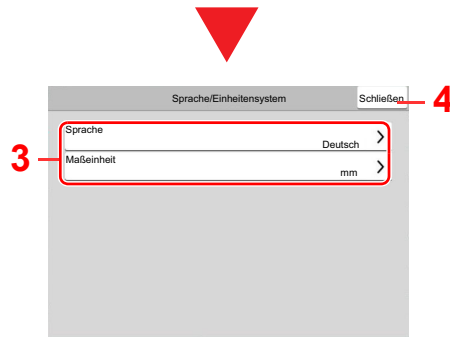 Sprache/Einheitensystem
Schließen
4
Sprache
Deutsch
3
Maßeinheit
mm